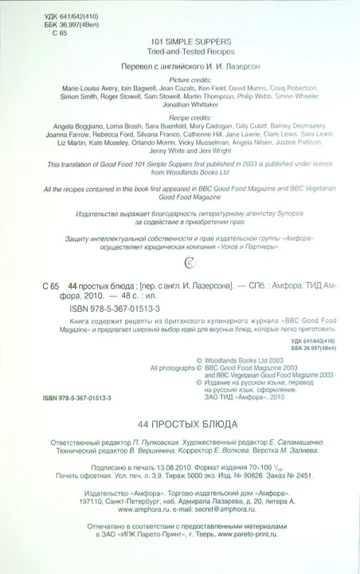 УДК 641/642(410)
ББК 36.997(4Вел)
С 65
101 SIMPLE SUPPERS
Tried-and-Tested Recipes
Перевел с английского И. И. Лазерсон
Picture credits:
Marie-Louise Avery, Iain Bagwell, Jean Cazals, Ken Field, David Munns, Craig Robertson,
Simon Smith, Roger Stowell, Sam Stowell, Martin Thompson, Philip Webb, Simon Wheeler,
Jonathan Whittaker
Recipe credits:
Angela Boggiano, Lorna Brash, Sara Buenfeld, Mary Cadogan, Gilly Cubitt, Barney Desmazery,
Joanna Farrow, Rebecca Ford, Silvana Franco, Catherine Hill, Jane Lawrie, Clare Lewis, Sara Lewis,
Liz Martin, Kate Moseley, Orlando Murrin, Vicky Musselman, Angela Nilsen, Justine Pattison,
Jenny White and Jeni Wright
This translation of Good Food 101 Simple Suppers first published in 2003 is published under licence
from Woodlands Books Ltd
All the recipes contained in this book first appeared in BBC Good Food Magazine and BBC Vegetarian
Good Food Magazine
Издательство выражает благодарность литературному агентству Synopsis
за содействие в приобретении прав
Защиту интеллектуальной собственности и прав издательской группы «Амфора»
осуществляет юридическая компания «Усков и Партнеры»
С 65 44 простых блюда : [пер. с англ. И. И. Лазерсона]. — СПб. : Амфора. ТИД Ам-
фора, 2010. — 48 с. : ил.
ISBN 978-5-367-01513-3
Книга содержит рецепты из британского кулинарного журнала «BBC Good Food
Magazine» и предлагает широкий выбор идей для вкусных блюд, которые легко приготовить.
УДК 641/642(410)
ББК 36.997(4Вел)
© Woodlands Books Ltd 2003
All photographs © BBC Good Food Magazine 2003
and BBC Vegetarian Good Food Magazine 2003
© Издание на русском языке, перевод
на русский язык, оформление.
ISBN 978-5-367-01513-3 ЗАО ТИД «Амфора», 2010
44 ПРОСТЫХ БЛЮДА
Ответственный редактор П. Пулковская. Художественный редактор Е. Саламашенко.
Технический редактор В. Вершинина. Корректор Е. Волкова. Верстка М. Залиева.
Подписано в печать 13.08.2010. Формат издания 70×100 1/16.
Печать офсетная. Усл. печ. л. 3,9. Тираж 5000 экз. Изд. № 90826. Заказ № 2451.
Издательство «Амфора». Торгово-издательский дом «Амфора».
197110, Санкт-Петербург, наб. Адмирала Лазарева, д. 20, литера А.
www.amphora.ru, e-mail: secret@amphora.ru.
Отпечатано в соответствии с предоставленными материалами
в ЗАО «ИПК Парето-Принт», г. Тверь, www.pareto-print.ru.